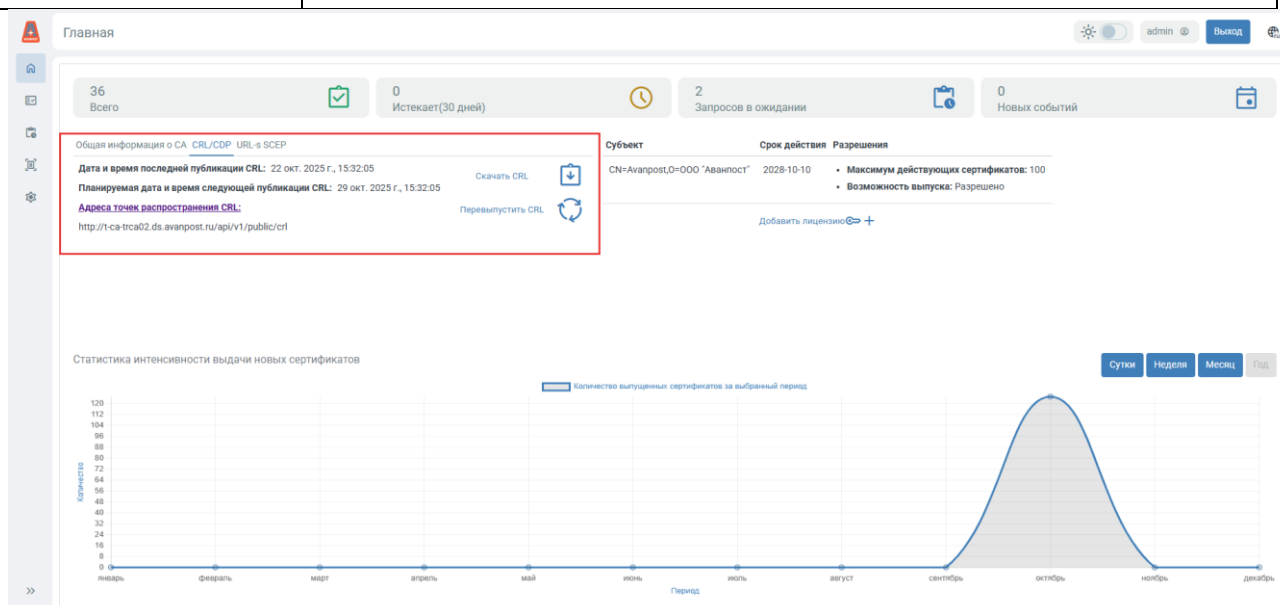 Главная
admin
Выход
36
Всего
0
Истекает(30 дней)
2
Запросов в ожидании
0
Новых событий
Общая информация о CA CRL/CDP URL-s SCEP
Дата и время последней публикации CRL: 22 окт. 2025 г., 15:32:05
Скачать CRL
Планируемая дата и время следующей публикации CRL: 29 окт. 2025 г., 15:32:05
Адреса точек распространения CRL:
Перевыпустить CRL
http://t-ca-trca02.ds.avanpost.ru/api/v1/public/crl
Субъект Срок действия Разрешения
CN=Avanpost,O=ООО "Аванпост" 2028-10-10
• Максимум действующих сертификатов: 100
• Возможность выпуска: Разрешено
Добавить лицензию
Статистика интенсивности выдачи новых сертификатов
Сутки Неделя Месяц Год
Количество выпущенных сертификатов за выбранный период
Количество
120
112
104
96
88
80
72
64
56
48
40
32
24
16
8
0
январь февраль март апрель май июнь июль август сентябрь октябрь ноябрь декабрь
Период